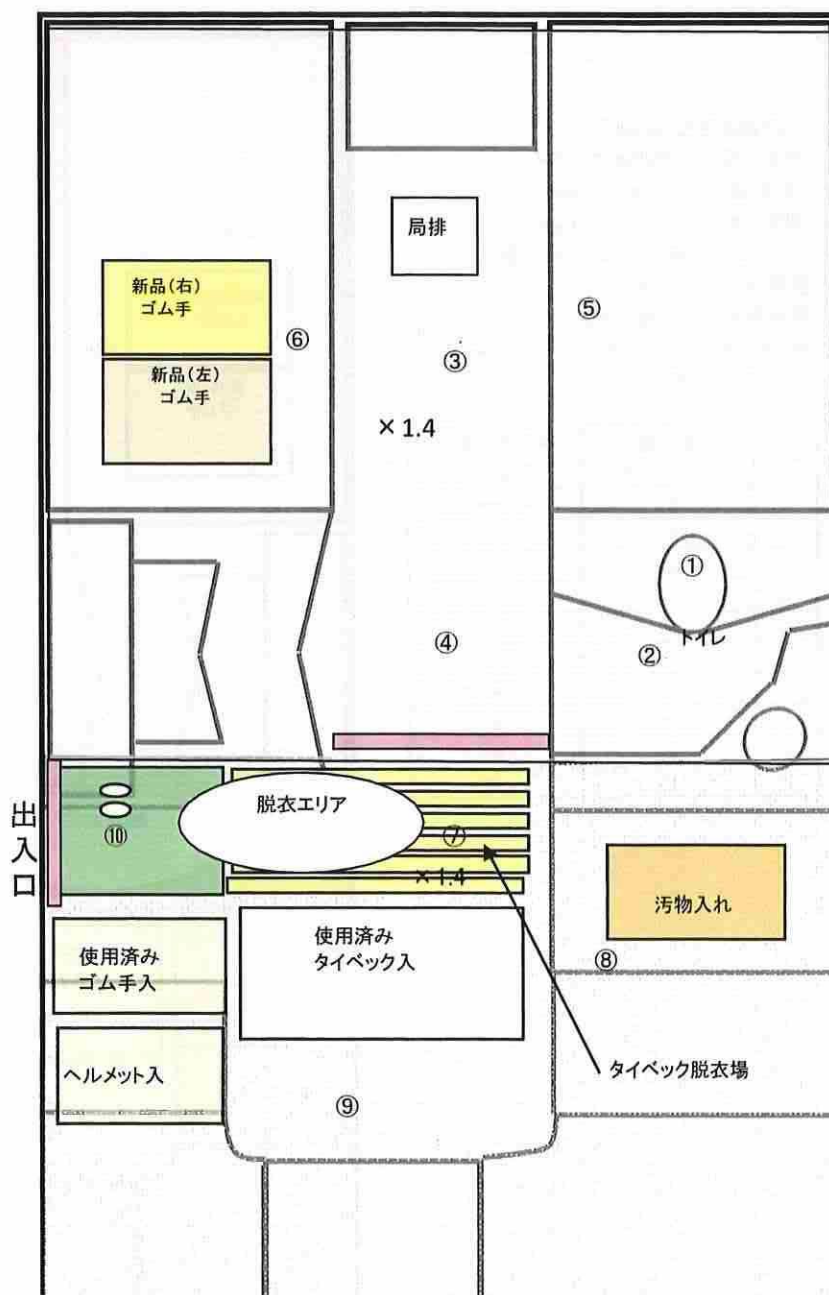 局排
新品(右)
ゴム手
新品(左)
ゴム手
⑥
③
⑤
× 1.4
①
トイレ
②
④
出入口
脱衣エリア
⑩
⑦
× 1.4
汚物入れ
使用済み
ゴム手入
使用済み
タイベック入
⑧
ヘルメット入
タイベック脱衣場
⑨